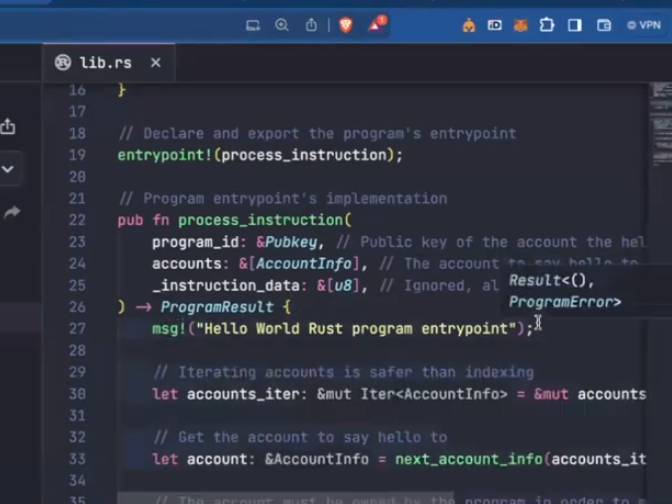 VPN
lib.rs
16 }
17
18 // Declare and export the program's entrypoint
19 entrypoint!(process_instruction);
20
21 // Program entrypoint's implementation
22 pub fn process_instruction(
23 program_id: &Pubkey, // Public key of the account the hel
24 accounts: &[AccountInfo], // The account to say hello to
25 _instruction_data: &[u8] // Ignored, al
Result<(),
ProgramError>
26 ) → ProgramResult {
27 msg!("Hello World Rust program entrypoint");
28
29 // Iterating accounts is safer than indexing
30 let accounts_iter: &mut Iter<AccountInfo> = &mut accounts
31
32 // Get the account to say hello to
33 let account: &AccountInfo = next_account_info(accounts_it
34
35 // The account must be owned by the program in order to m